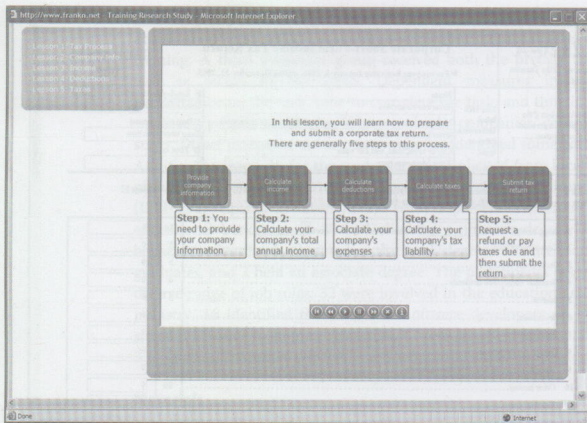 http://www.frankn.net - Training Research Study - Microsoft Internet Explorer
Lesson 1: Tax Process
Lesson 2: Company Info
Lesson 3: Income
Lesson 4: Deductions
Lesson 5: Taxes
In this lesson, you will learn how to prepare
and submit a corporate tax return.
There are generally five steps to this process.
Provide
company
information
Calculate
income
Calculate
deductions
Calculate taxes
Submit tax
return
Step 1: You
need to provide
your company
information
Step 2:
Calculate your
company's total
annual income
Step 3:
Calculate your
company's
expenses
Step 4:
Calculate your
company's tax
liability
Step 5:
Request a
refund or pay
taxes due and
then submit the
return
Done
Internet